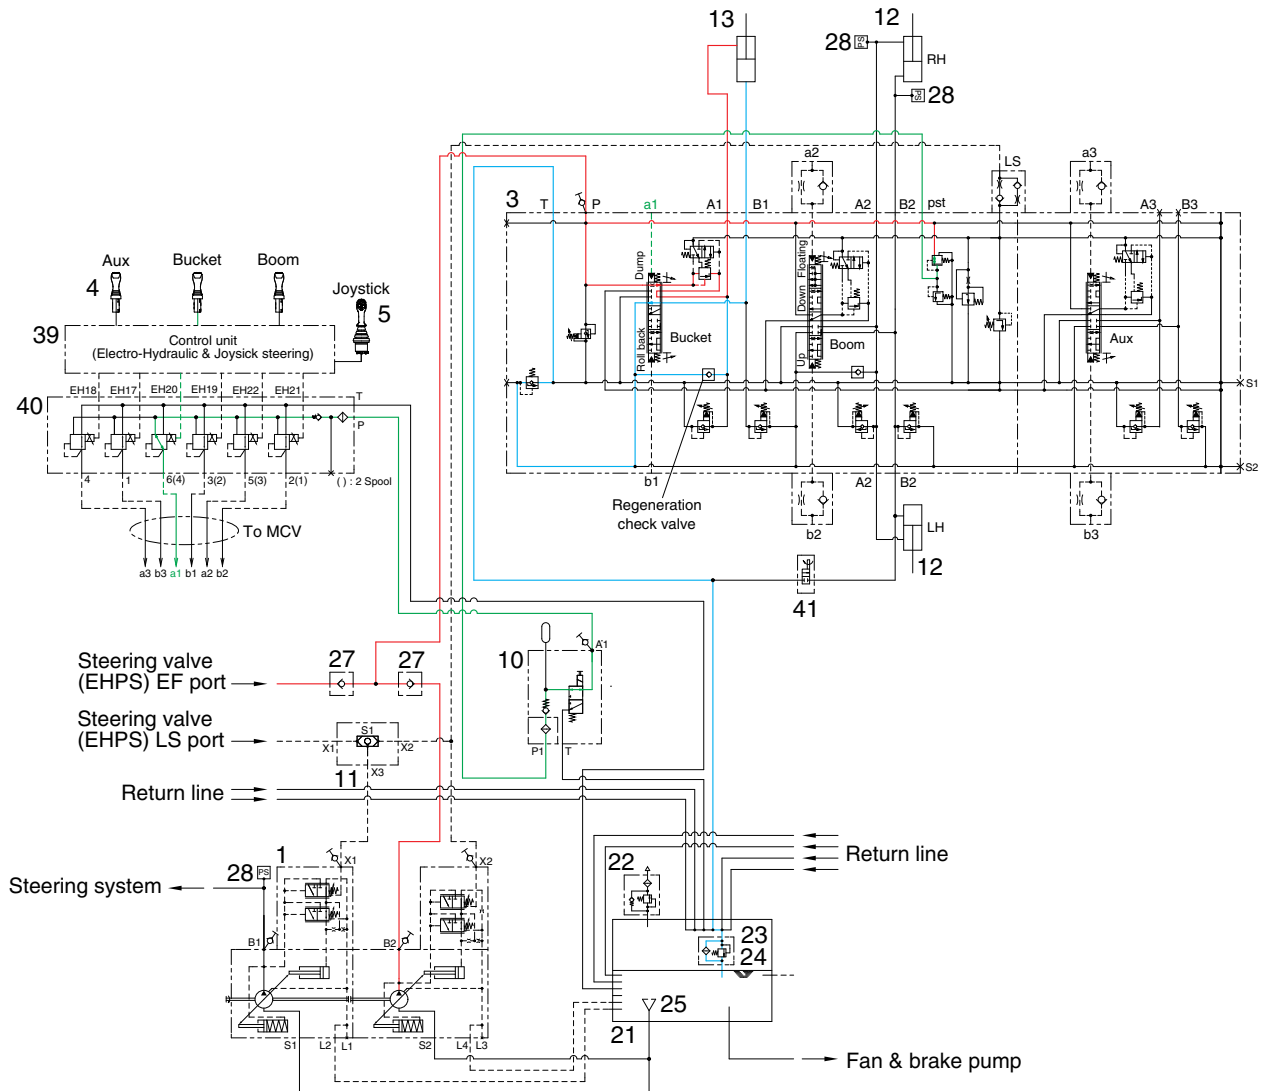 13
12
28
PS
RH
PS
28
a2
LS
a3
3
T
P
a1
A1
B1
A2
B2
pst
A3
B3
Aux
Bucket
Boom
4
Joystick
5
Dump
Roll back
Bucket
Down Floating
Up
Boom
Aux
39
Control unit
(Electro-Hydraulic & Joysick steering)
EH18
EH17
EH20
EH19
EH22
EH21
40
T
P
S1
S2
4
1
6(4)
3(2)
5(3)
2(1)
( ) : 2 Spool
To MCV
a3
b3
a1
b1
a2
b2
b1
A2
B2
Regeneration
check valve
b2
b3
LH
12
41
Steering valve
(EHPS) EF port
27
27
10
A1
P1
T
Steering valve
(EHPS) LS port
X1
S1
X2
X3
11
Return line
Return line
1
28
PS
X1
X2
22
Steering system
B1
B2
23
24
25
21
S1
L2
L1
S2
L4
L3
Fan & brake pump